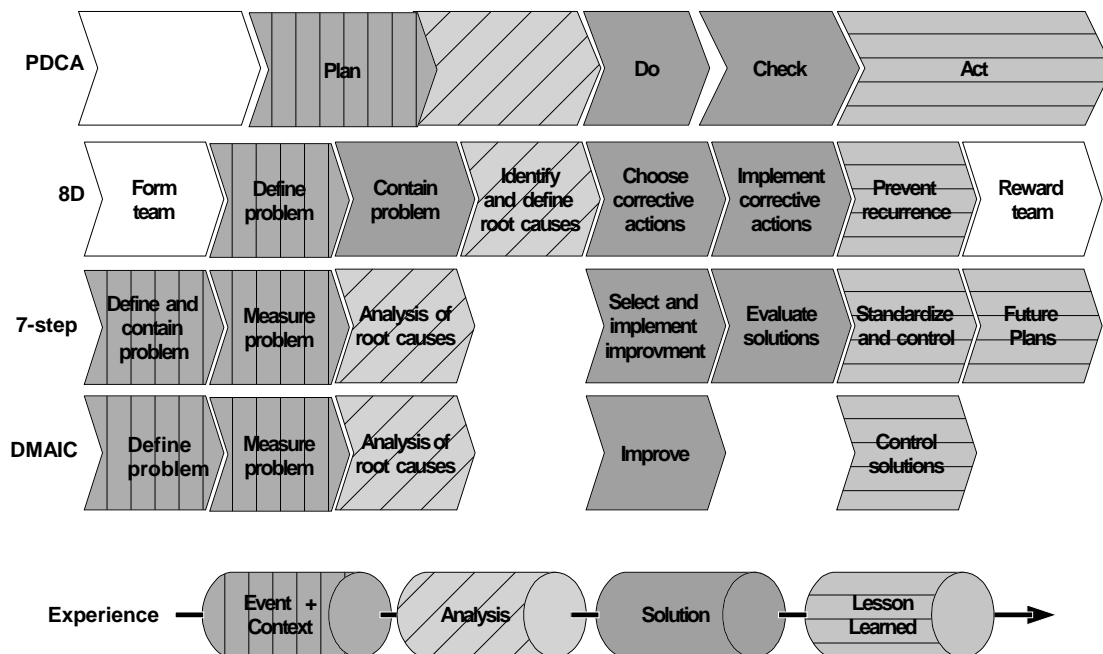 PDCA
Plan
Do
Check
Act
8D
Form
team
Define
problem
Contain
problem
Identify
and define
root causes
Choose
corrective
actions
Implement
corrective
actions
Prevent
recurrence
Reward
team
7-step
Define and
contain
problem
Measure
problem
Analysis of
root causes
Select and
implement
improvment
Evaluate
solutions
Standardize
and control
Future
Plans
DMAIC
Define
problem
Measure
problem
Analysis of
root causes
Improve
Control
solutions
Experience
Event +
Context
Analysis
Solution
Lesson
Learned